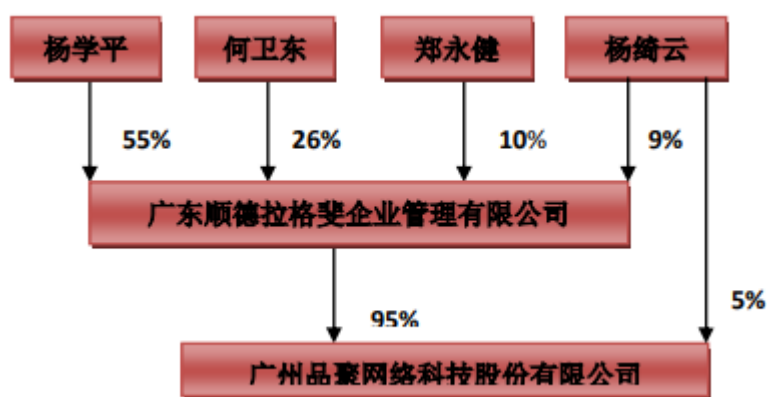 杨学平 何卫东 郑永健 杨绮云
55% 26% 10% 9%
广东顺德拉格斐企业管理有限公司
5%
95%
广州品聚网络科技股份有限公司